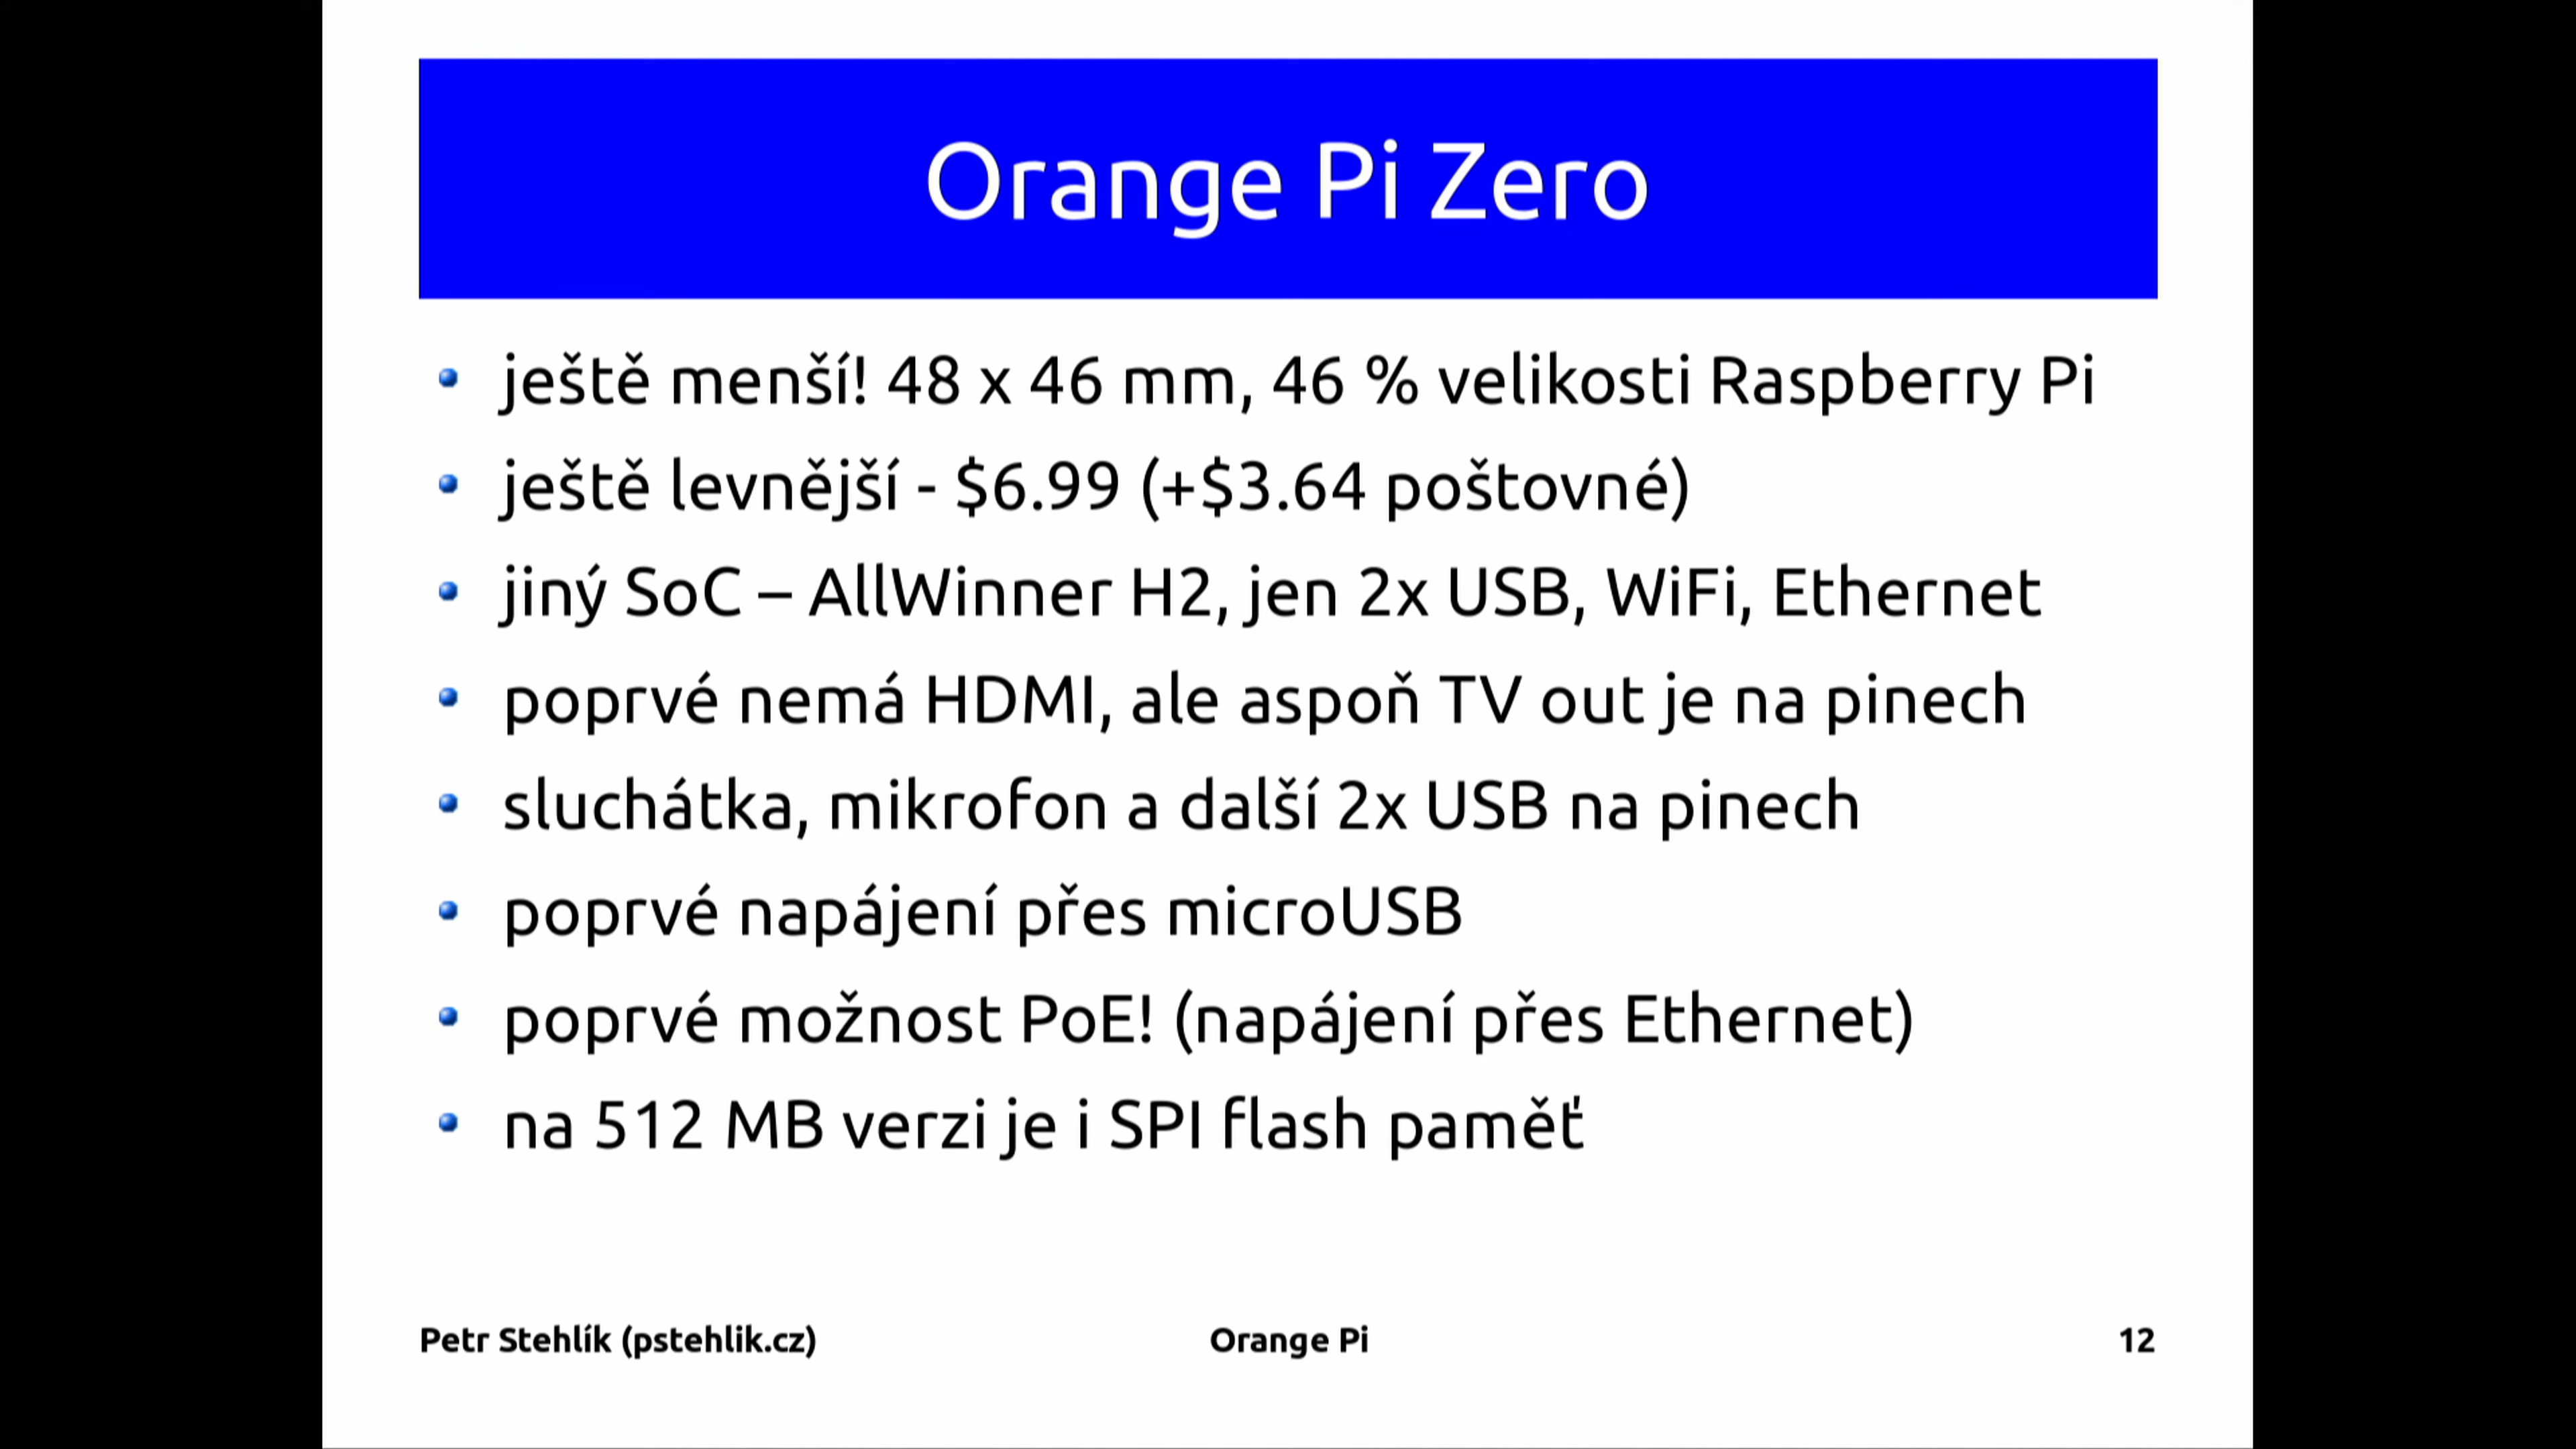 Orange Pi Zero
ještě menší! 48 x 46 mm, 46 % velikosti Raspberry Pi
ještě levnější - $6.99 (+$3.64 poštovné)
jiný SoC – AllWinner H2, jen 2x USB, WiFi, Ethernet
poprvé nemá HDMI, ale aspoň TV out je na pinech
sluchátka, mikrofon a další 2x USB na pinech
poprvé napájení přes microUSB
poprvé možnost PoE! (napájení přes Ethernet)
na 512 MB verzi je i SPI flash paměť
Petr Stehlík (pstehlik.cz)
Orange Pi
12